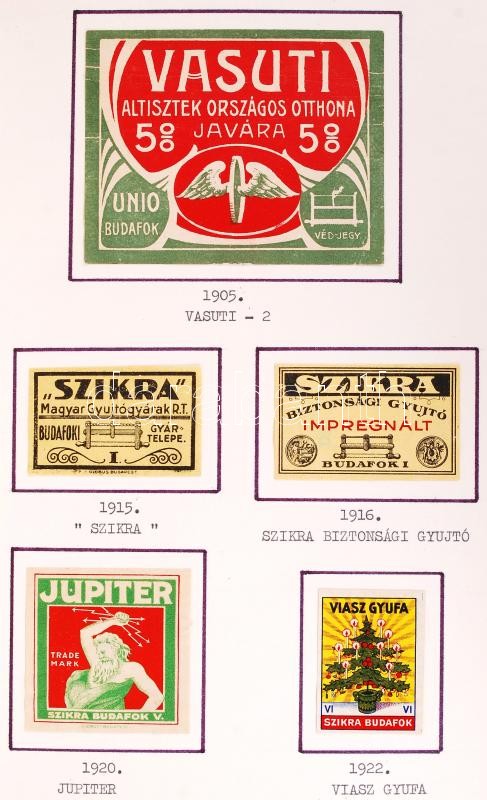 VASUTI
ALTISZTEK ORSZÁGOS OTTHONA
5% JAVÁRA 5%
UNIO
BUDAFOK
VÉD-JEGY
1905.
VASUTI - 2
„SZIKRA”
Magyar Gyujtógyárak R.T.
BUDAFOKI GYÁR-
TELEPE.
I.
GLOBUS BUDAPEST
1915.
" SZIKRA "
SZIKRA
BIZTONSÁGI GYUJTÓ
IMPREGNÁLT
BUDAFOK I
1916.
SZIKRA BIZTONSÁGI GYUJTÓ
JUPITER
TRADE
MARK
SZIKRA BUDAFOK V.
1920.
JUPITER
VIASZ GYUFA
VI VI
SZIKRA BUDAFOK
1922.
VIASZ GYUFA